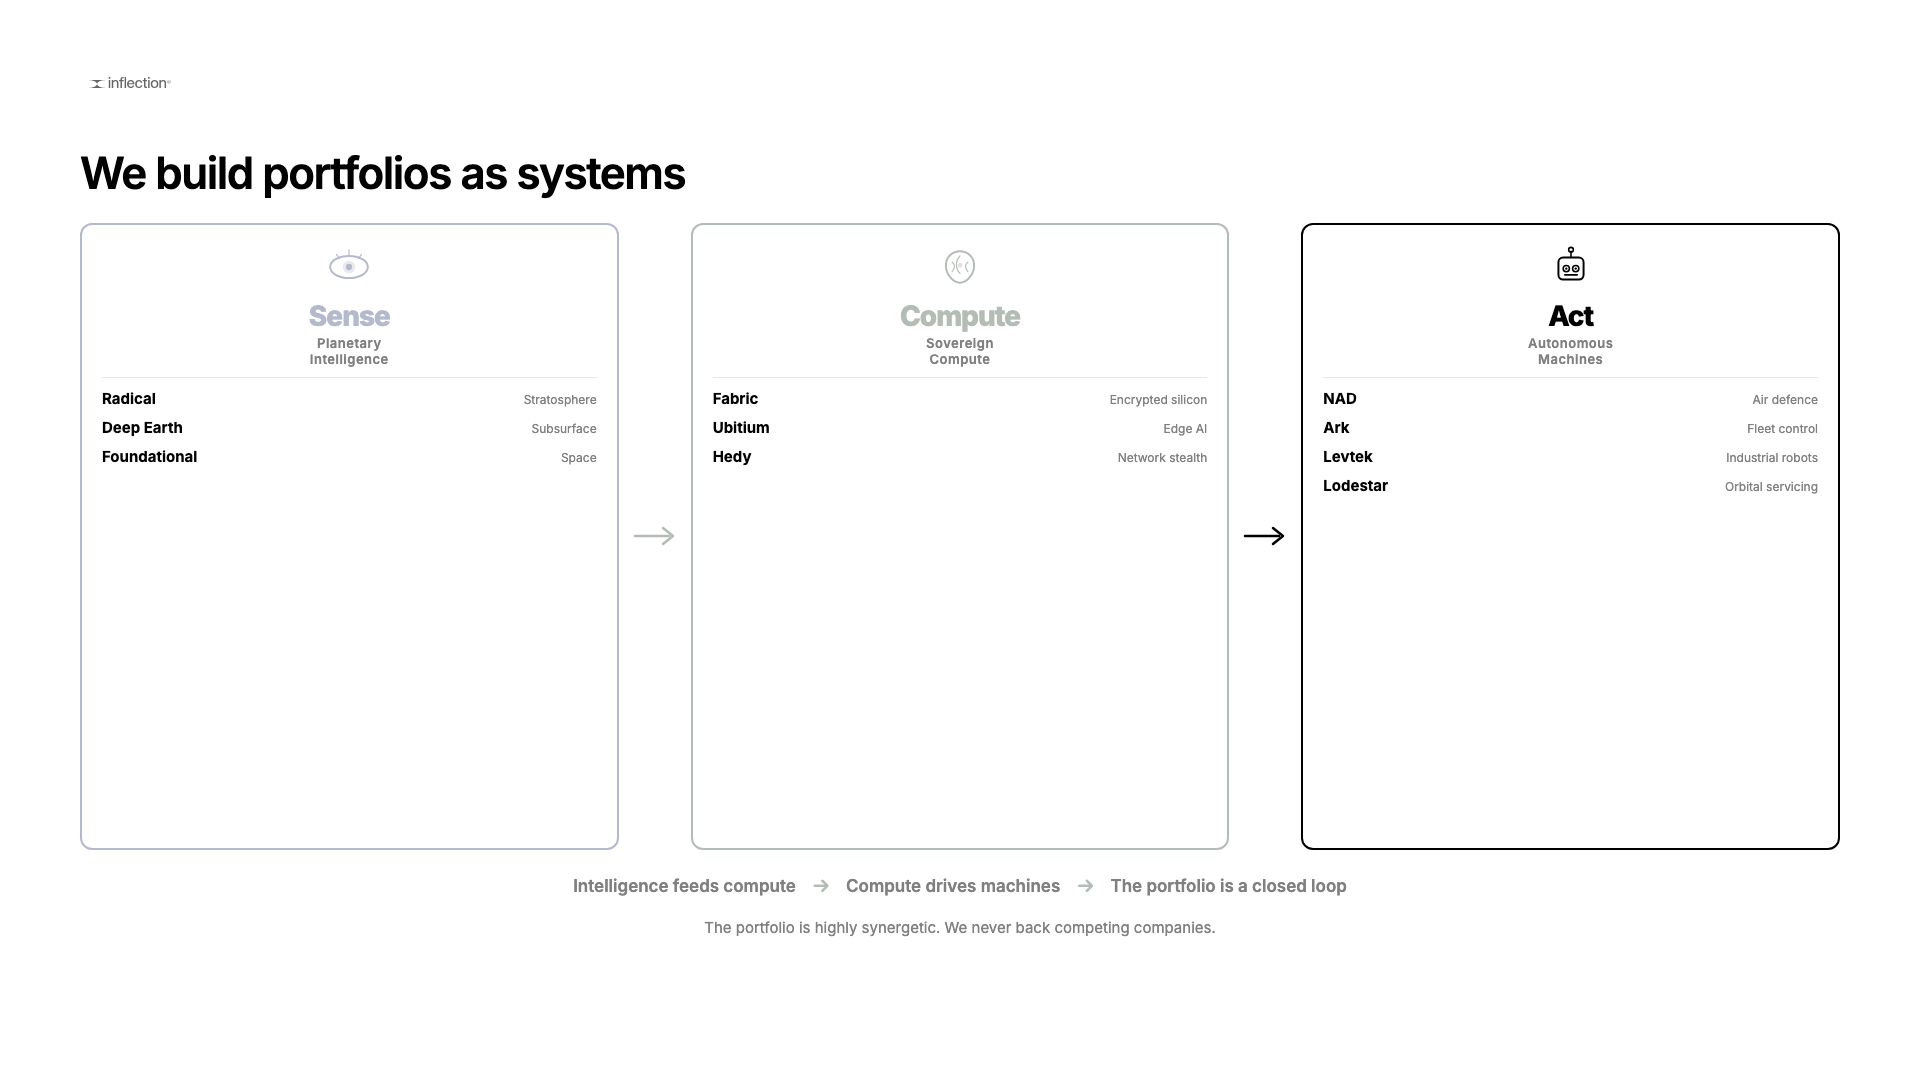 inflection
We build portfolios as systems
Sense
Planetary
Intelligence
Radical Stratosphere
Deep Earth Subsurface
Foundational Space
Compute
Sovereign
Compute
Fabric Encrypted silicon
Ubitium Edge AI
Hedy Network stealth
Act
Autonomous
Machines
NAD Air defence
Ark Fleet control
Levtek Industrial robots
Lodestar Orbital servicing
Intelligence feeds compute → Compute drives machines → The portfolio is a closed loop
The portfolio is highly synergetic. We never back competing companies.